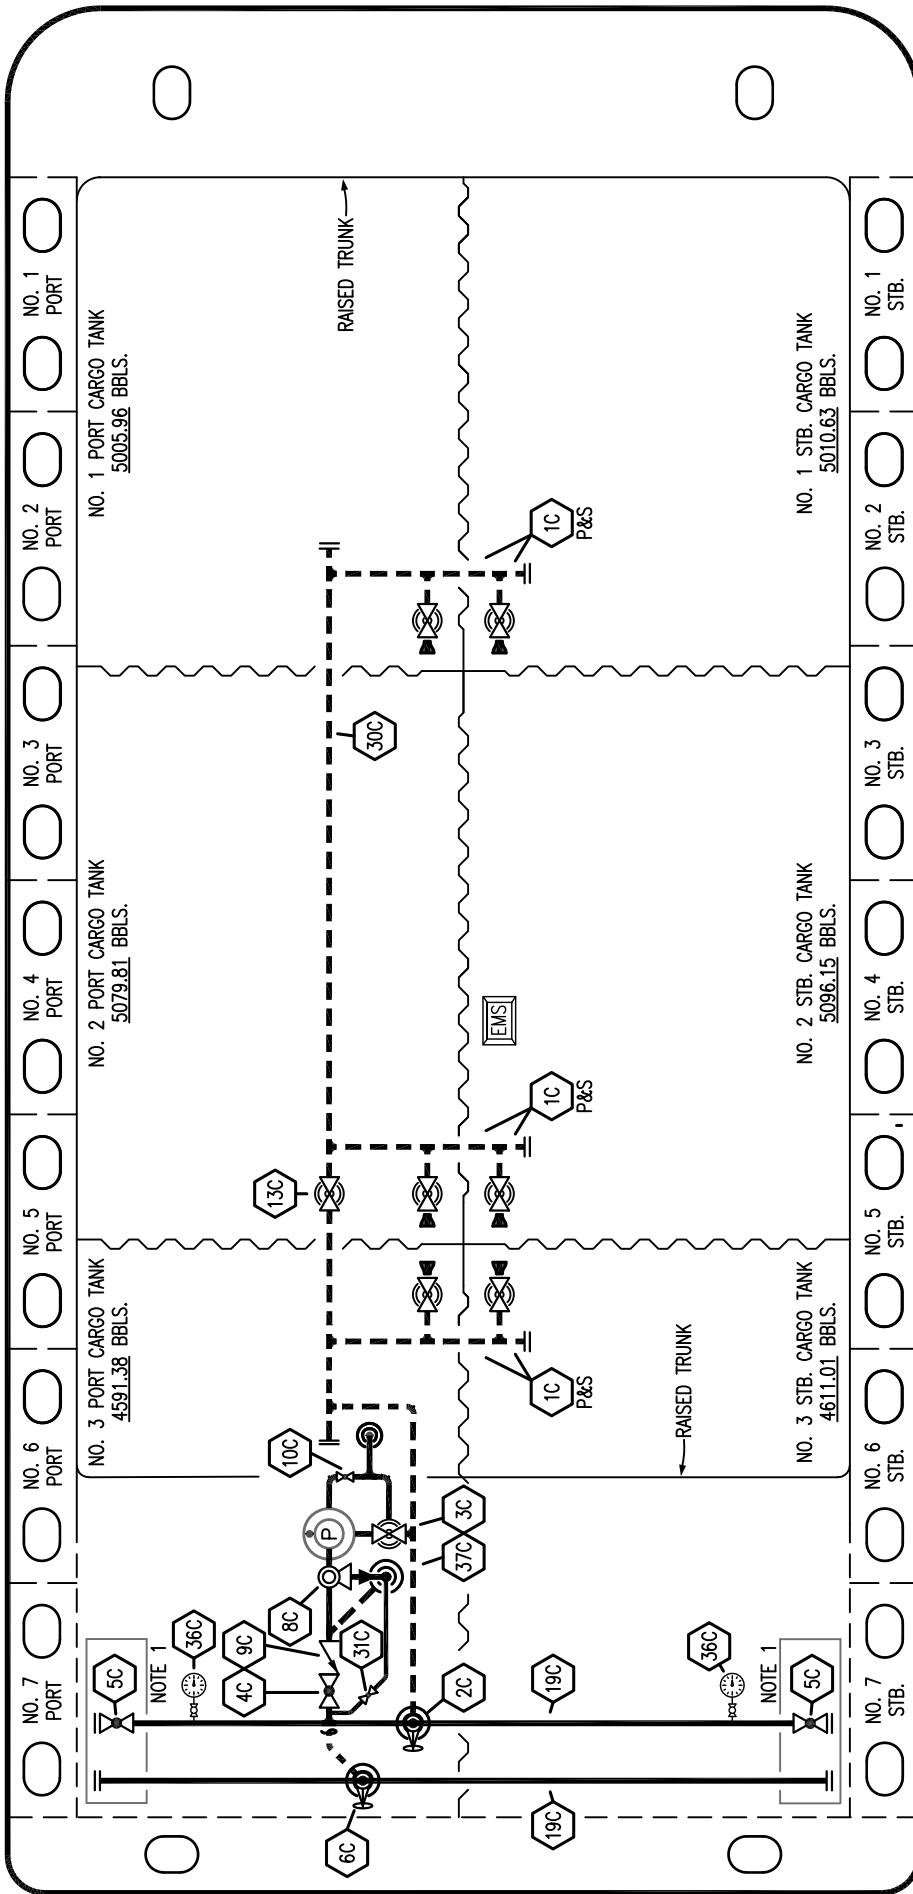 NO. 1
PORT
NO. 2
PORT
NO. 3
PORT
NO. 4
PORT
NO. 5
PORT
NO. 6
PORT
NO. 7
PORT
NO. 1 PORT CARGO TANK
5005.96 BBLS.
NO. 2 PORT CARGO TANK
5079.81 BBLS.
NO. 3 PORT CARGO TANK
4591.38 BBLS.
RAISED TRUNK
30C
1C
P&S
13C
1C
P&S
EMS
1C
P&S
10C
P
3C
37C
8C
9C
4C
31C
2C
36C
NOTE 1
5C
19C
6C
19C
36C
NOTE 1
5C
RAISED TRUNK
NO. 1 STB. CARGO TANK
5010.63 BBLS.
NO. 2 STB. CARGO TANK
5096.15 BBLS.
NO. 3 STB. CARGO TANK
4611.01 BBLS.
NO. 1
STB.
NO. 2
STB.
NO. 3
STB.
NO. 4
STB.
NO. 5
STB.
NO. 6
STB.
NO. 7
STB.